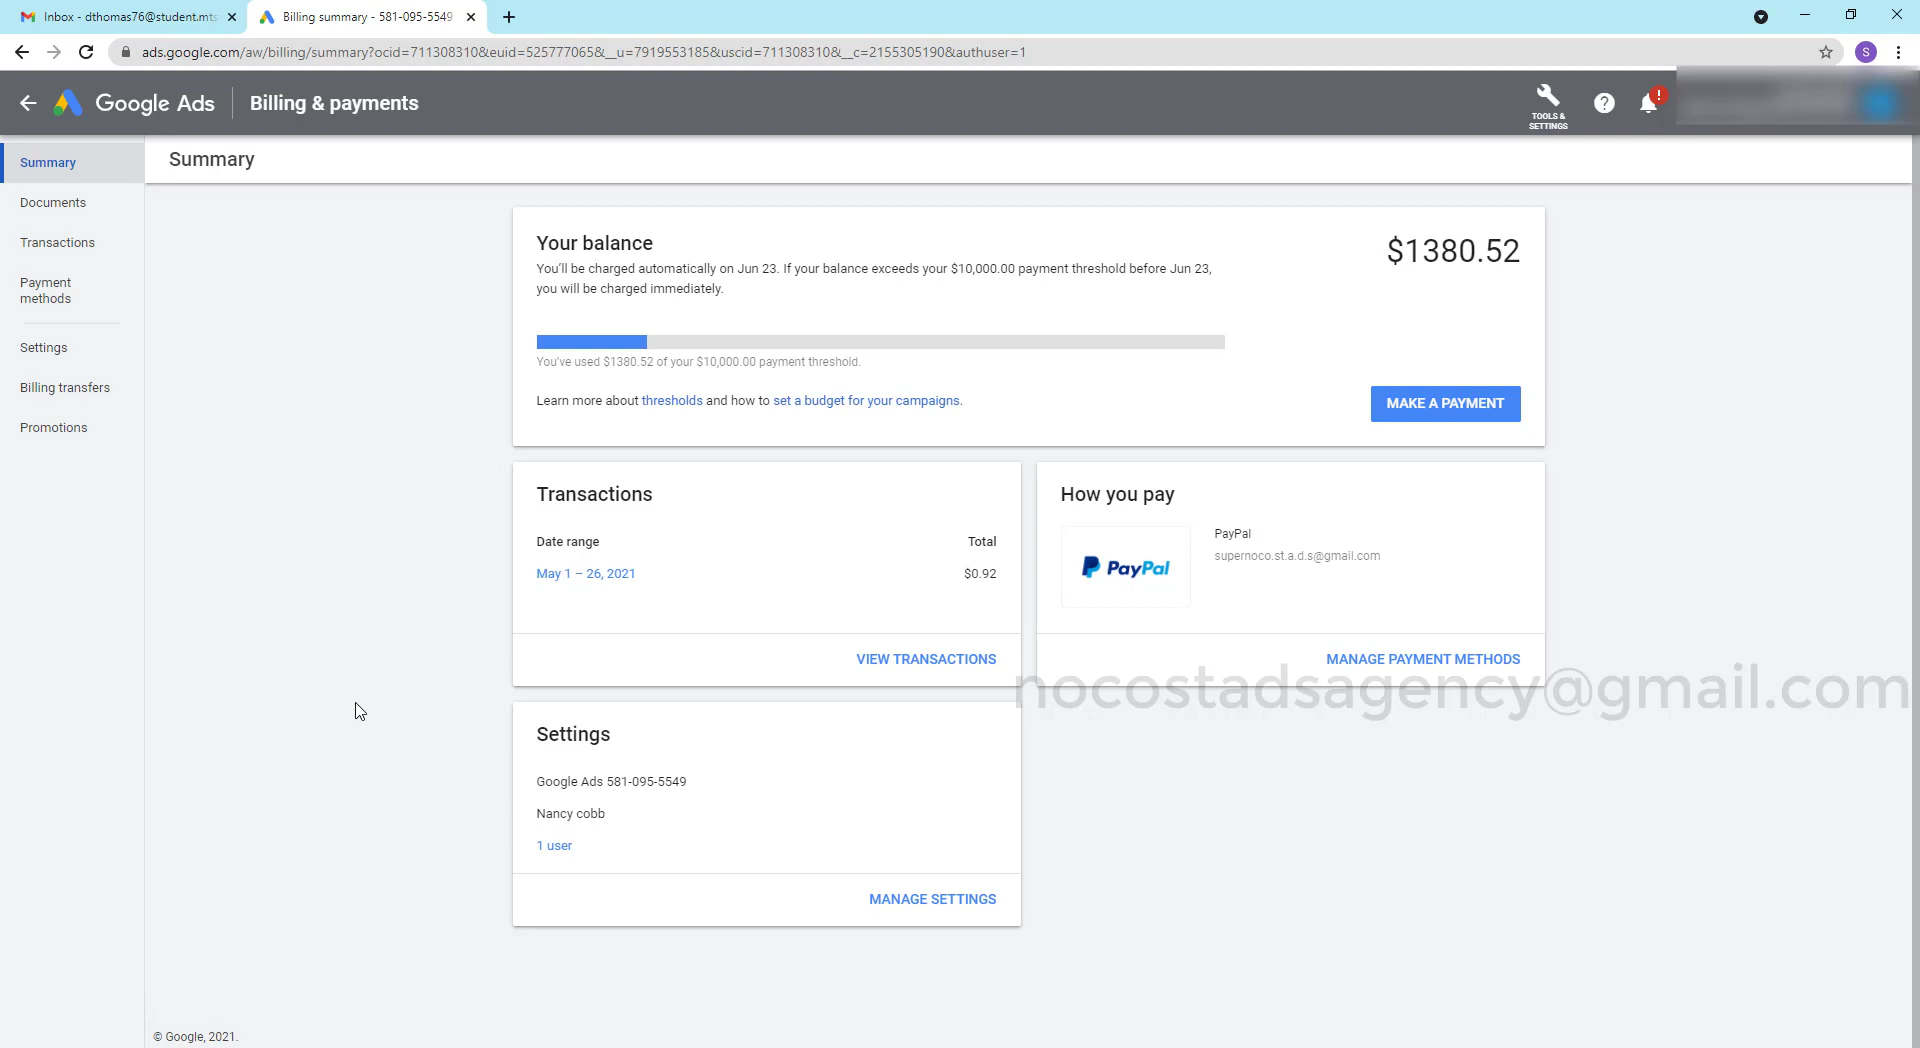 Inbox - dthomas76@student.mts
Billing summary - 581-095-5549
ads.google.com/aw/billing/summary?ocid=711308310&euid=525777065&__u=7919553185&uscid=711308310&__c=2155305190&authuser=1
S
Google Ads
Billing & payments
TOOLS &
SETTINGS
?
!
Summary
Documents
Transactions
Payment
methods
Settings
Billing transfers
Promotions
Summary
Your balance
$1380.52
You'll be charged automatically on Jun 23. If your balance exceeds your $10,000.00 payment threshold before Jun 23,
you will be charged immediately.
You've used $1380.52 of your $10,000.00 payment threshold.
Learn more about thresholds and how to set a budget for your campaigns.
MAKE A PAYMENT
Transactions
Date range Total
May 1 – 26, 2021 $0.92
VIEW TRANSACTIONS
How you pay
PayPal
PayPal
supernoco.st.a.d.s@gmail.com
MANAGE PAYMENT METHODS
nocostadsagency@gmail.com
Settings
Google Ads 581-095-5549
Nancy cobb
1 user
MANAGE SETTINGS
© Google, 2021.